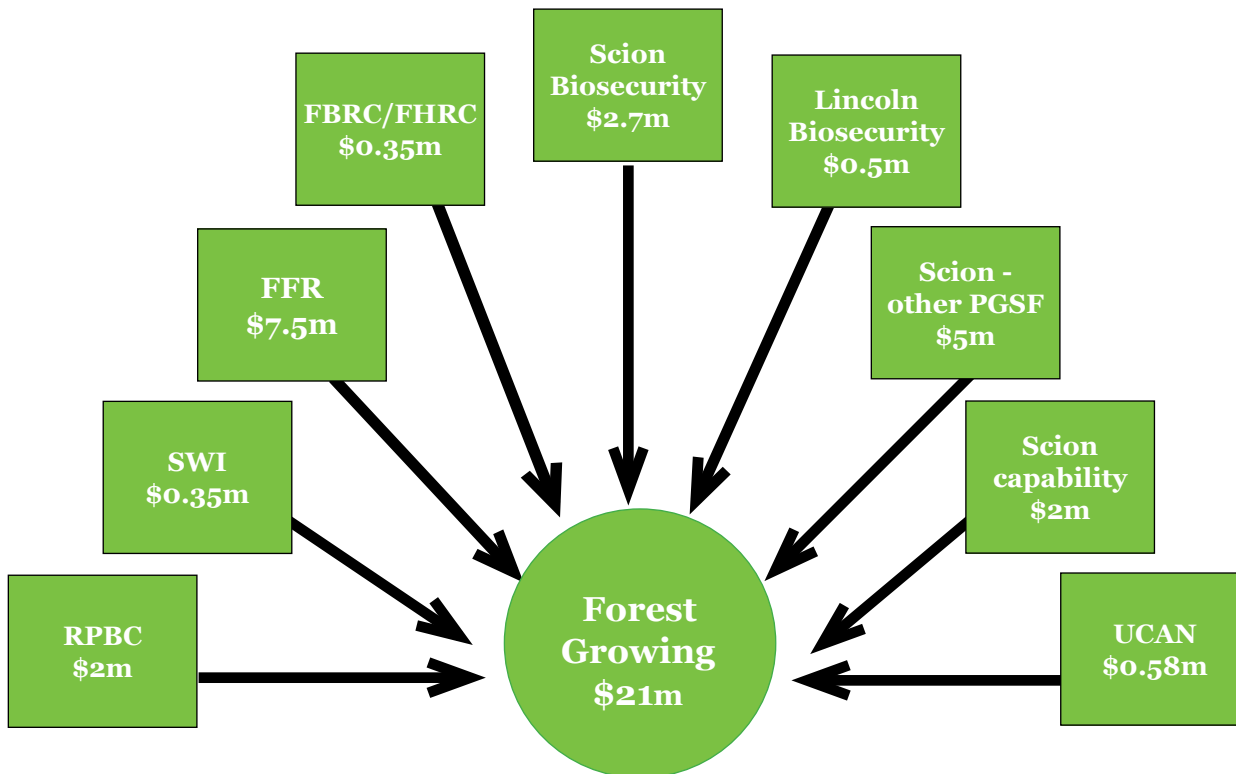 Scion
Biosecurity
$2.7m
FBRC/FHRC
$0.35m
Lincoln
Biosecurity
$0.5m
FFR
$7.5m
Scion -
other PGSF
$5m
SWI
$0.35m
Scion
capability
$2m
RPBC
$2m
Forest
Growing
$21m
UCAN
$0.58m